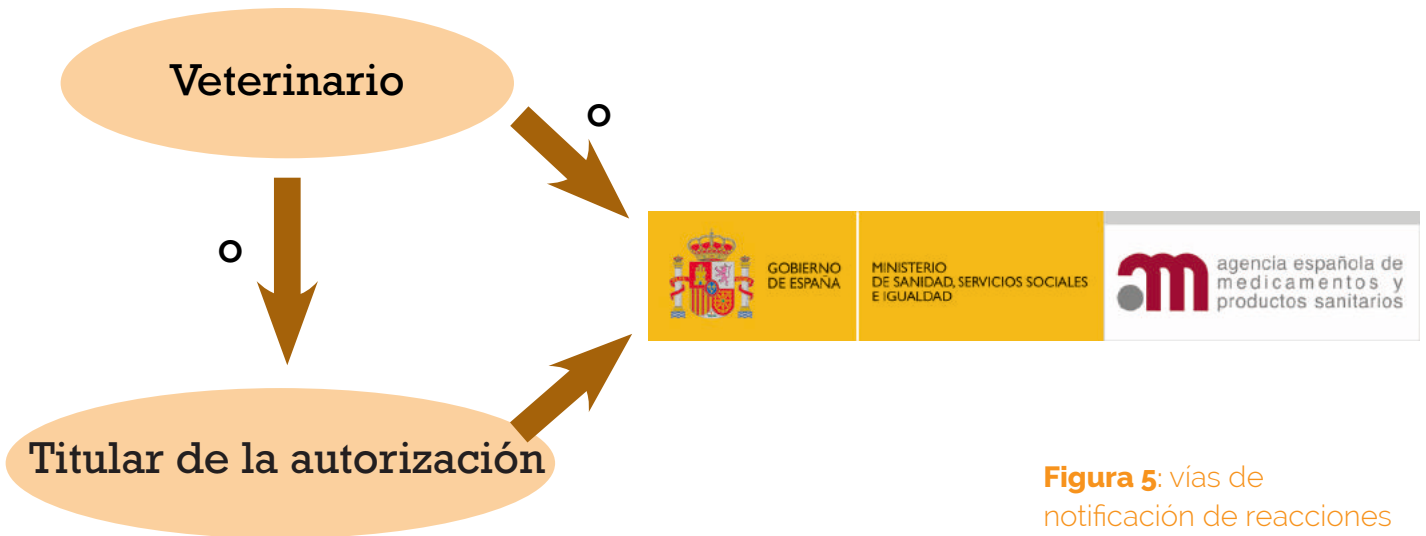 Veterinario
o
o
GOBIERNO
DE ESPAÑA
MINISTERIO
DE SANIDAD, SERVICIOS SOCIALES
E IGUALDAD
agencia española de
medicamentos y
productos sanitarios
Titular de la autorización
Figura 5: vías de
notificación de reacciones